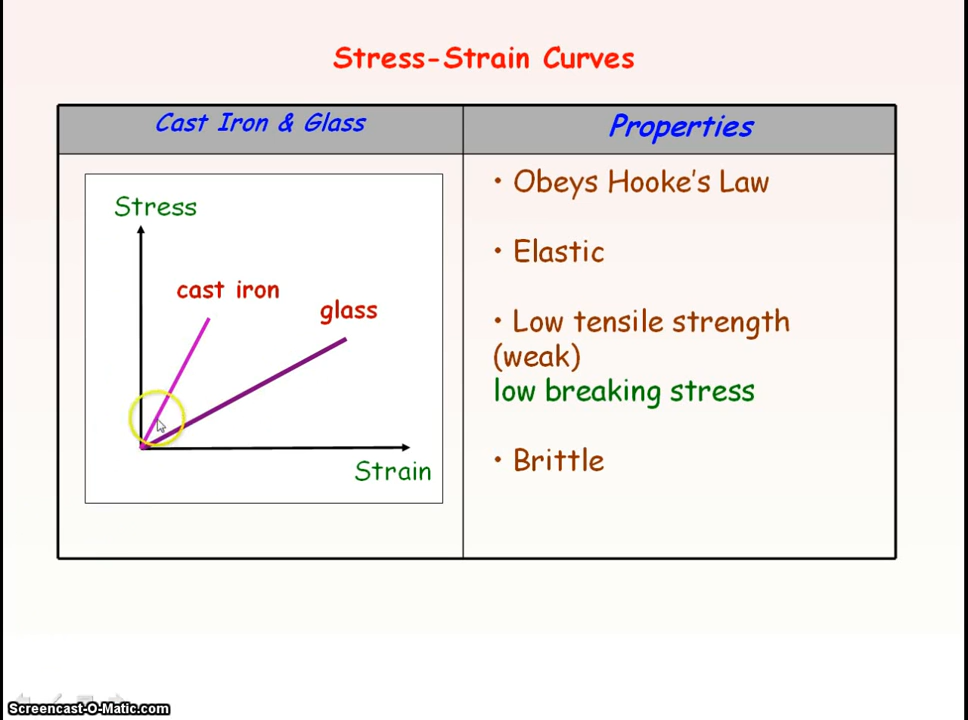 Stress-Strain Curves
Cast Iron & Glass
Properties
Stress
cast iron
glass
Strain
• Obeys Hooke's Law
• Elastic
• Low tensile strength
(weak)
low breaking stress
• Brittle
Screencast-O-Matic.com